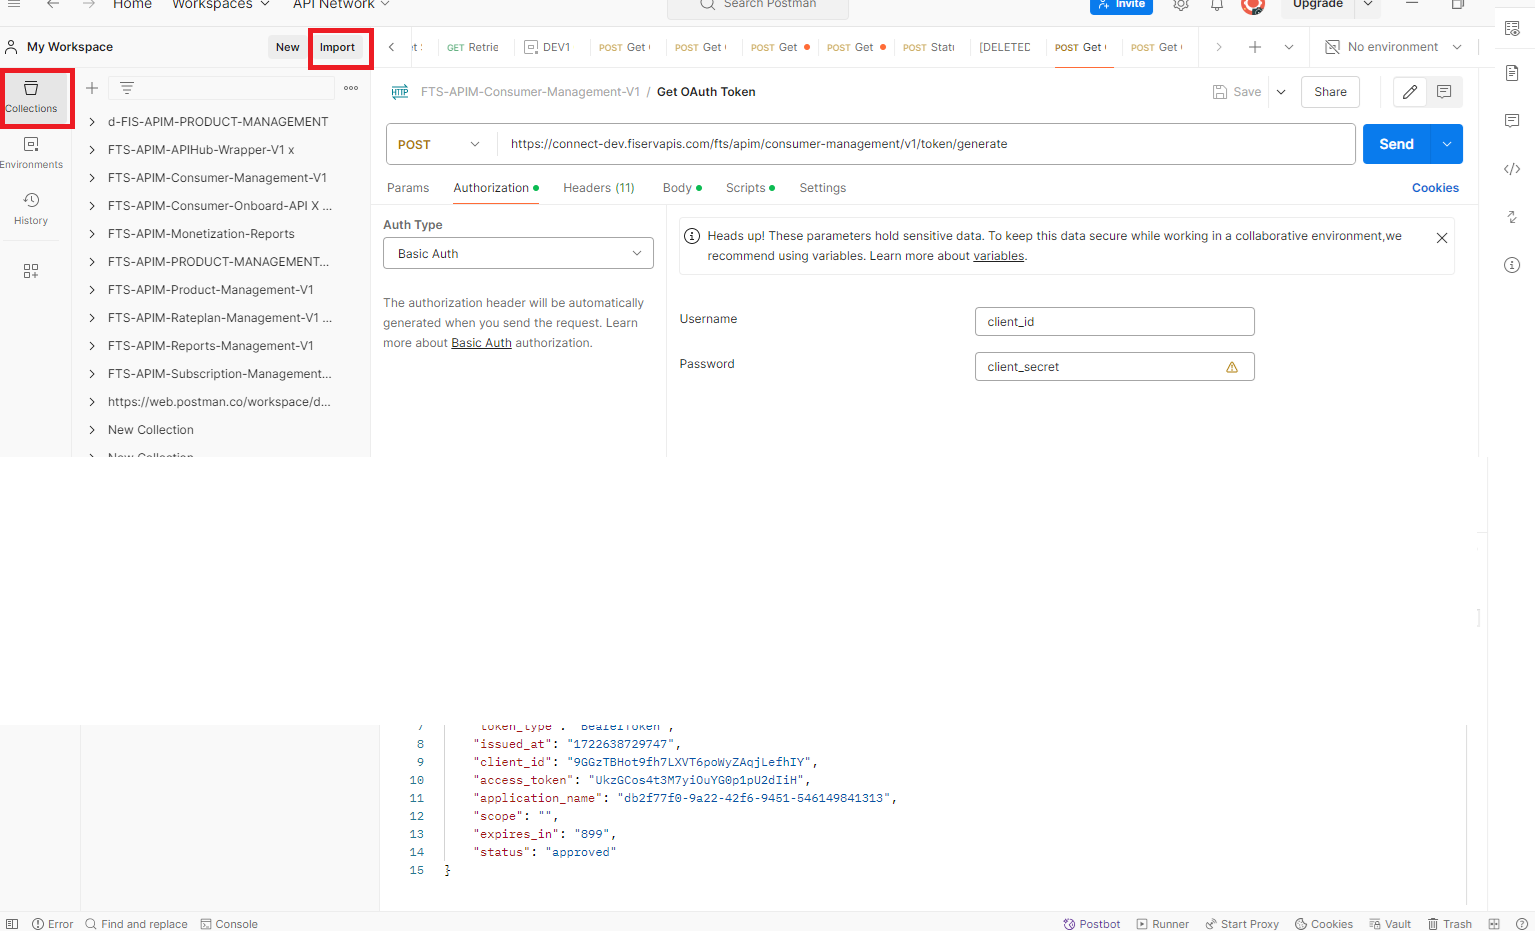 Home Workspaces API Network Search Postman Invite Upgrade
My Workspace New Import GET Retrie DEV1 POST Get POST Get POST Get POST Get POST Stat [DELETED POST Get POST Get No environment
Collections
Environments
History
d-FIS-APIM-PRODUCT-MANAGEMENT
FTS-APIM-APIHub-Wrapper-V1 x
FTS-APIM-Consumer-Management-V1
FTS-APIM-Consumer-Onboard-API X ...
FTS-APIM-Monetization-Reports
FTS-APIM-PRODUCT-MANAGEMENT...
FTS-APIM-Product-Management-V1
FTS-APIM-Rateplan-Management-V1 ...
FTS-APIM-Reports-Management-V1
FTS-APIM-Subscription-Management...
https://web.postman.co/workspace/d...
New Collection
New Collection
HTTP FTS-APIM-Consumer-Management-V1 / Get OAuth Token Save Share
POST https://connect-dev.fiservapis.com/fts/apim/consumer-management/v1/token/generate Send
Params Authorization Headers (11) Body Scripts Settings Cookies
Auth Type
Basic Auth
The authorization header will be automatically
generated when you send the request. Learn
more about Basic Auth authorization.
Heads up! These parameters hold sensitive data. To keep this data secure while working in a collaborative environment,we
recommend using variables. Learn more about variables.
Username client_id
Password client_secret
7 "token_type": "BearerToken",
8 "issued_at": "1722638729747",
9 "client_id": "9GGzTBHot9fh7LXVT6poWyZAqjLefhIY",
10 "access_token": "UkzGCos4t3M7yiOuYG0p1pU2dIiH",
11 "application_name": "db2f77f0-9a22-42f6-9451-546149841313",
12 "scope": "",
13 "expires_in": "899",
14 "status": "approved"
15 }
Error Find and replace Console Postbot Runner Start Proxy Cookies Vault Trash